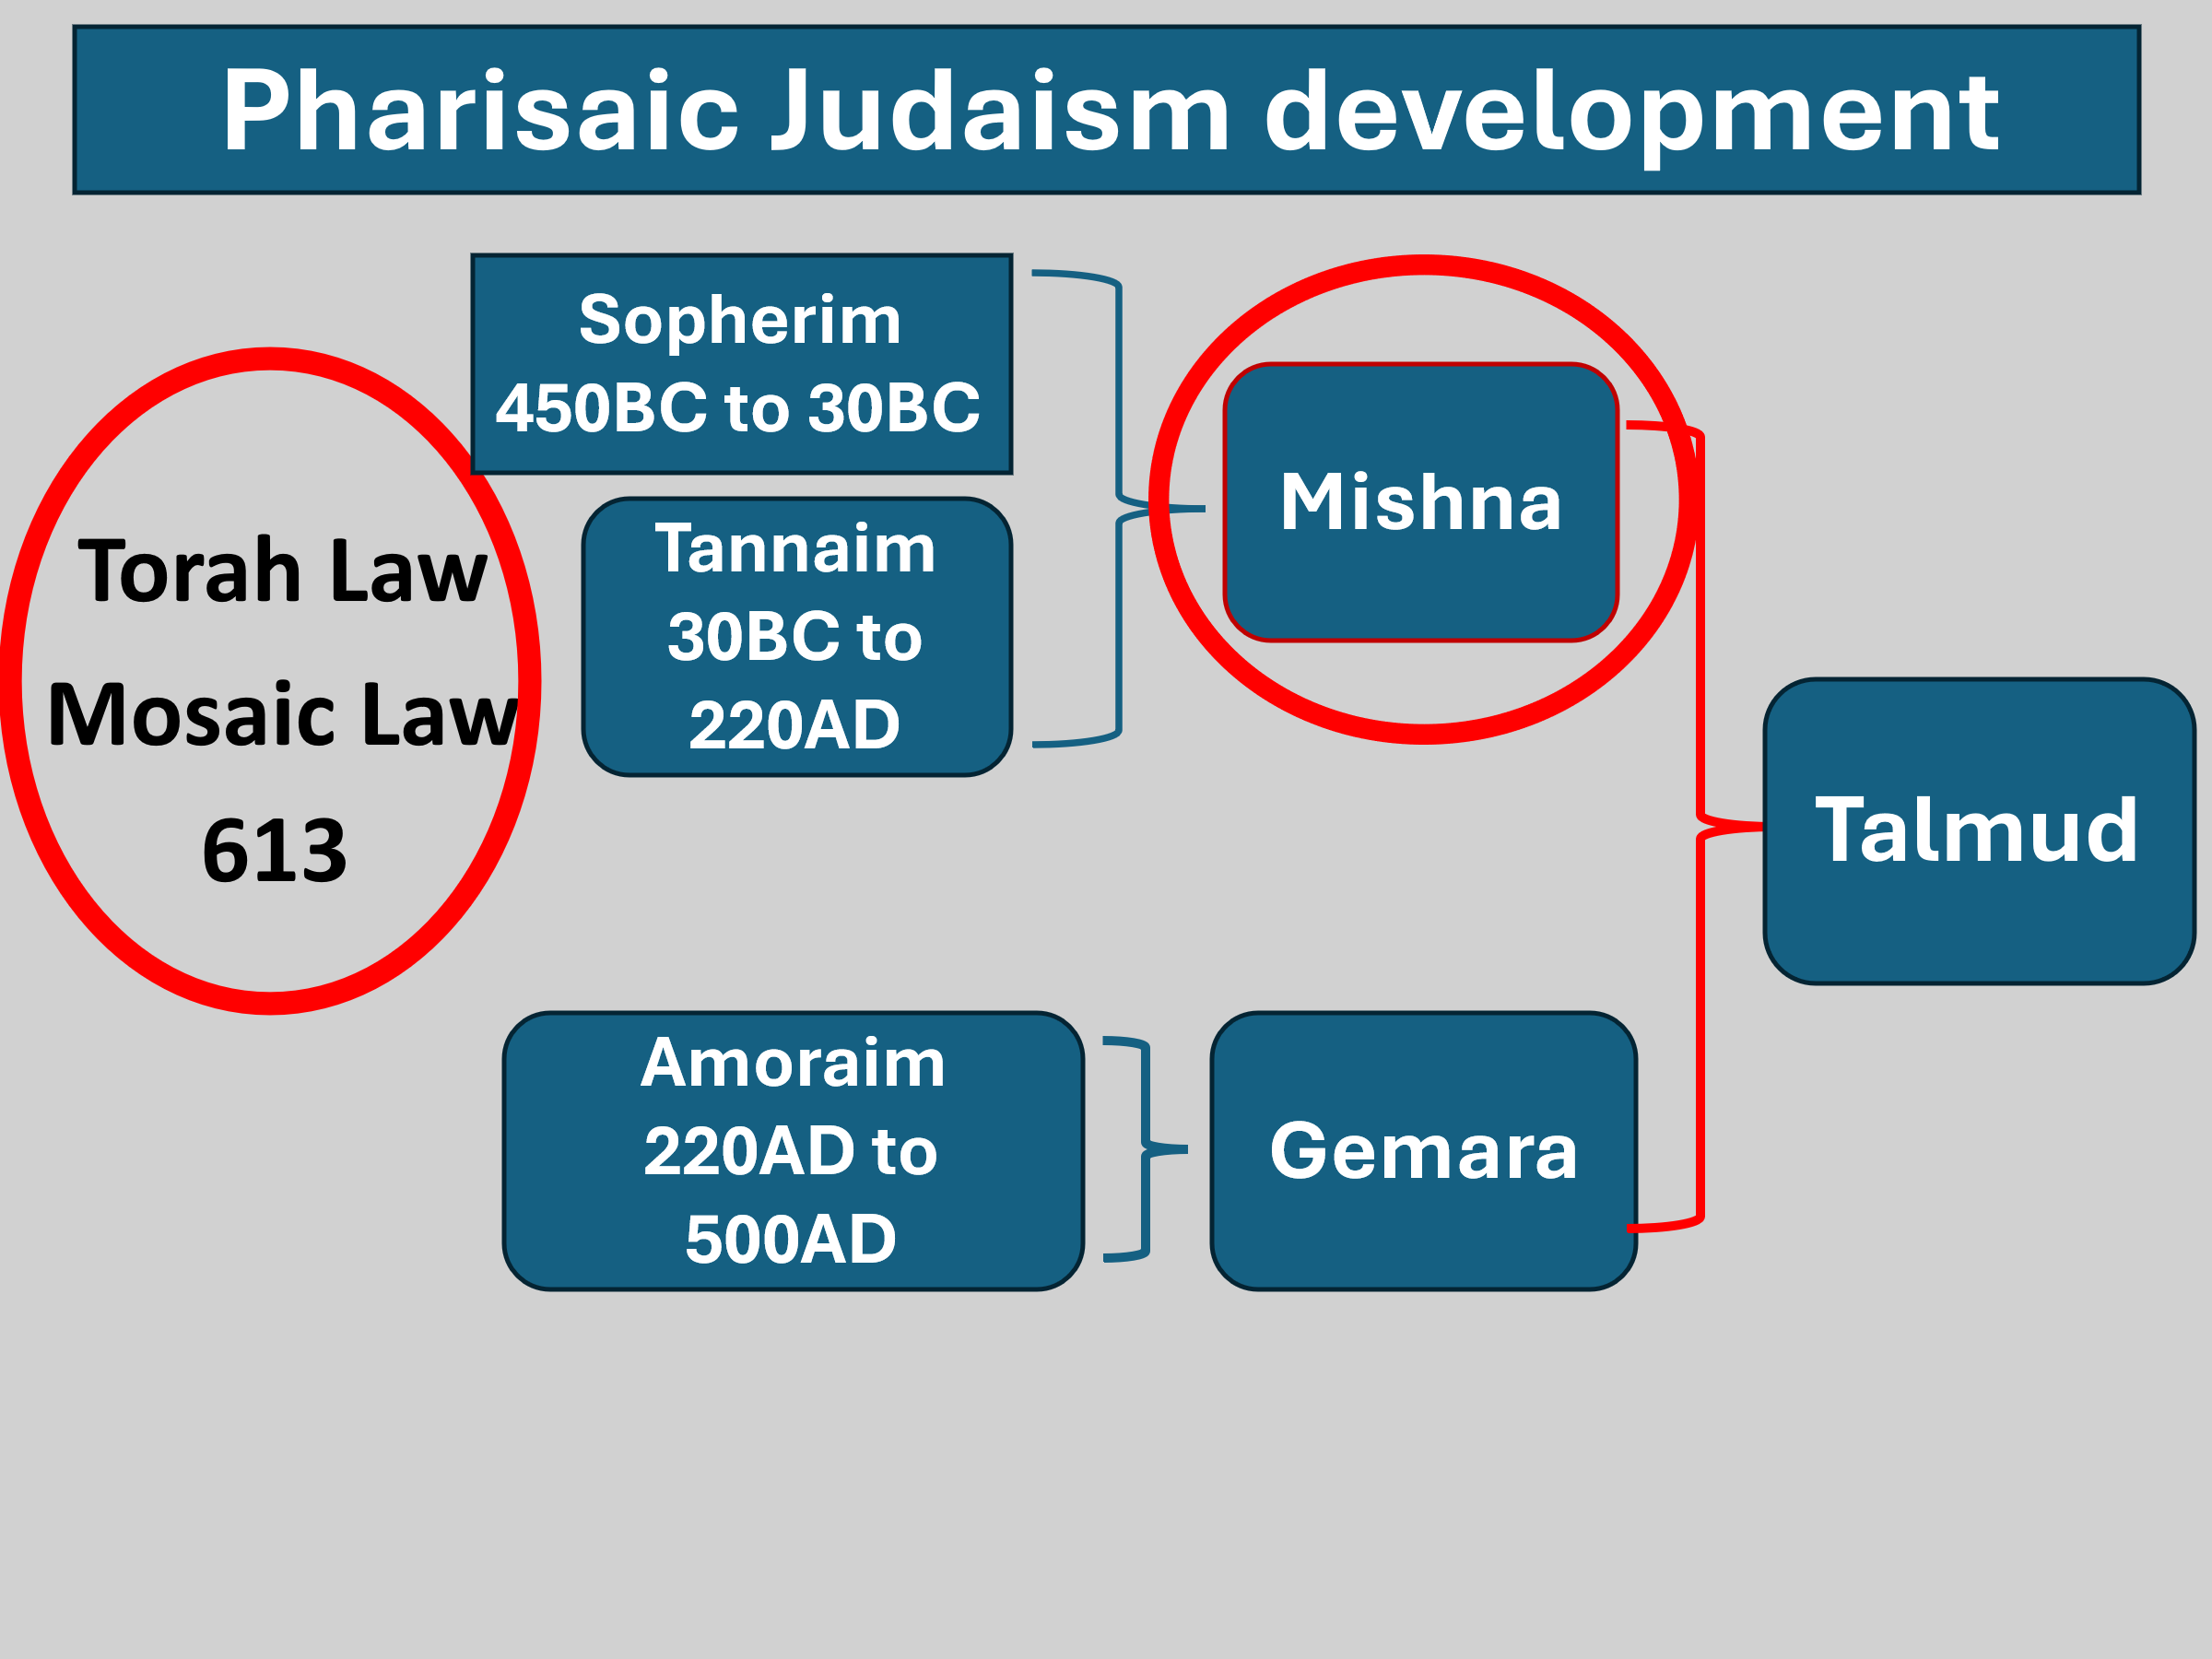 Pharisaic Judaism development
Sopherim
450BC to 30BC
Tannaim
30BC to
220AD
Mishna
Torah Law
Mosaic Law
613
Talmud
Amoraim
220AD to
500AD
Gemara